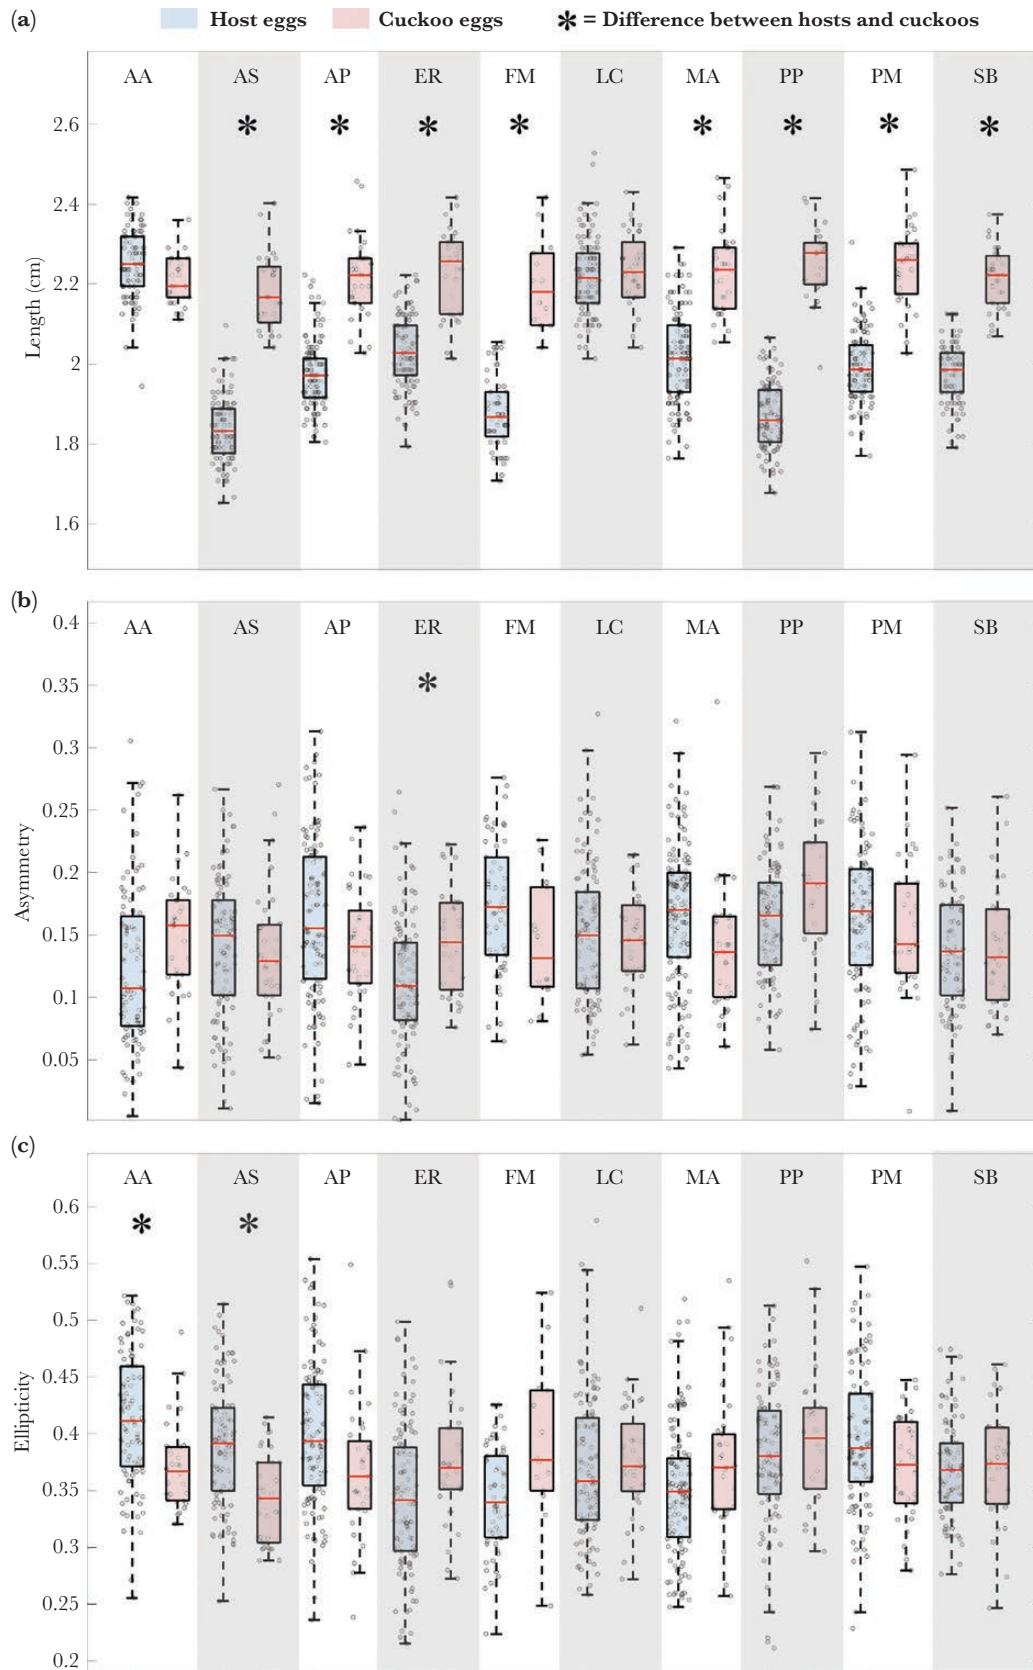 (a)
Host eggs Cuckoo eggs * = Difference between hosts and cuckoos
AA AS AP ER FM LC MA PP PM SB
* * * * * * * *
2.6
2.4
2.2
2
1.8
1.6
Length (cm)
(b)
AA AS AP ER FM LC MA PP PM SB
*
0.4
0.35
0.3
0.25
0.2
0.15
0.1
0.05
Asymmetry
(c)
AA AS AP ER FM LC MA PP PM SB
* *
0.6
0.55
0.5
0.45
0.4
0.35
0.3
0.25
0.2
Ellipticity